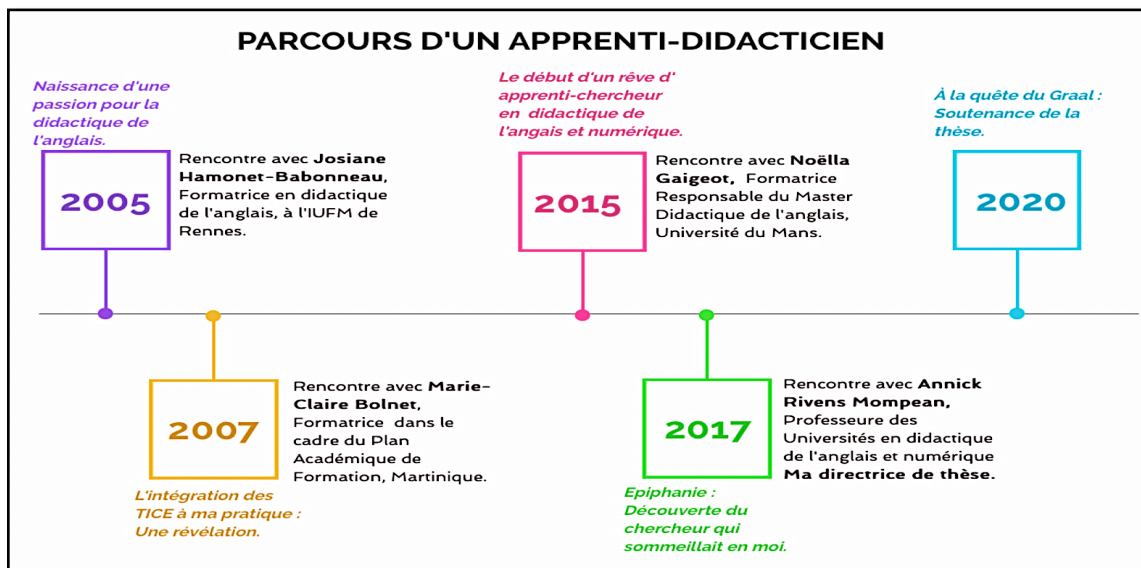 PARCOURS D'UN APPRENTI-DIDACTICIEN
Naissance d'une
passion pour la
didactique de
l'anglais.
2005
Rencontre avec Josiane
Hamonet-Babonneau,
Formatrice en didactique
de l'anglais, à l'IUFM de
Rennes.
2007
Rencontre avec Marie-
Claire Bolnet,
Formatrice dans le
cadre du Plan
Académique de
Formation, Martinique.
L'intégration des
TICE à ma pratique :
Une révélation.
Le début d'un rêve d'
apprenti-chercheur
en didactique de
l'angais et numérique.
2015
Rencontre avec Noëlla
Gaigeot, Formatrice
Responsable du Master
Didactique de l'anglais,
Université du Mans.
2017
Rencontre avec Annick
Rivens Mompean,
Professeure des
Universités en didactique
de l'anglais et numérique
Ma directrice de thèse.
Epiphanie :
Découverte du
chercheur qui
sommeillait en moi.
À la quête du Graal :
Soutenance de la
thèse.
2020